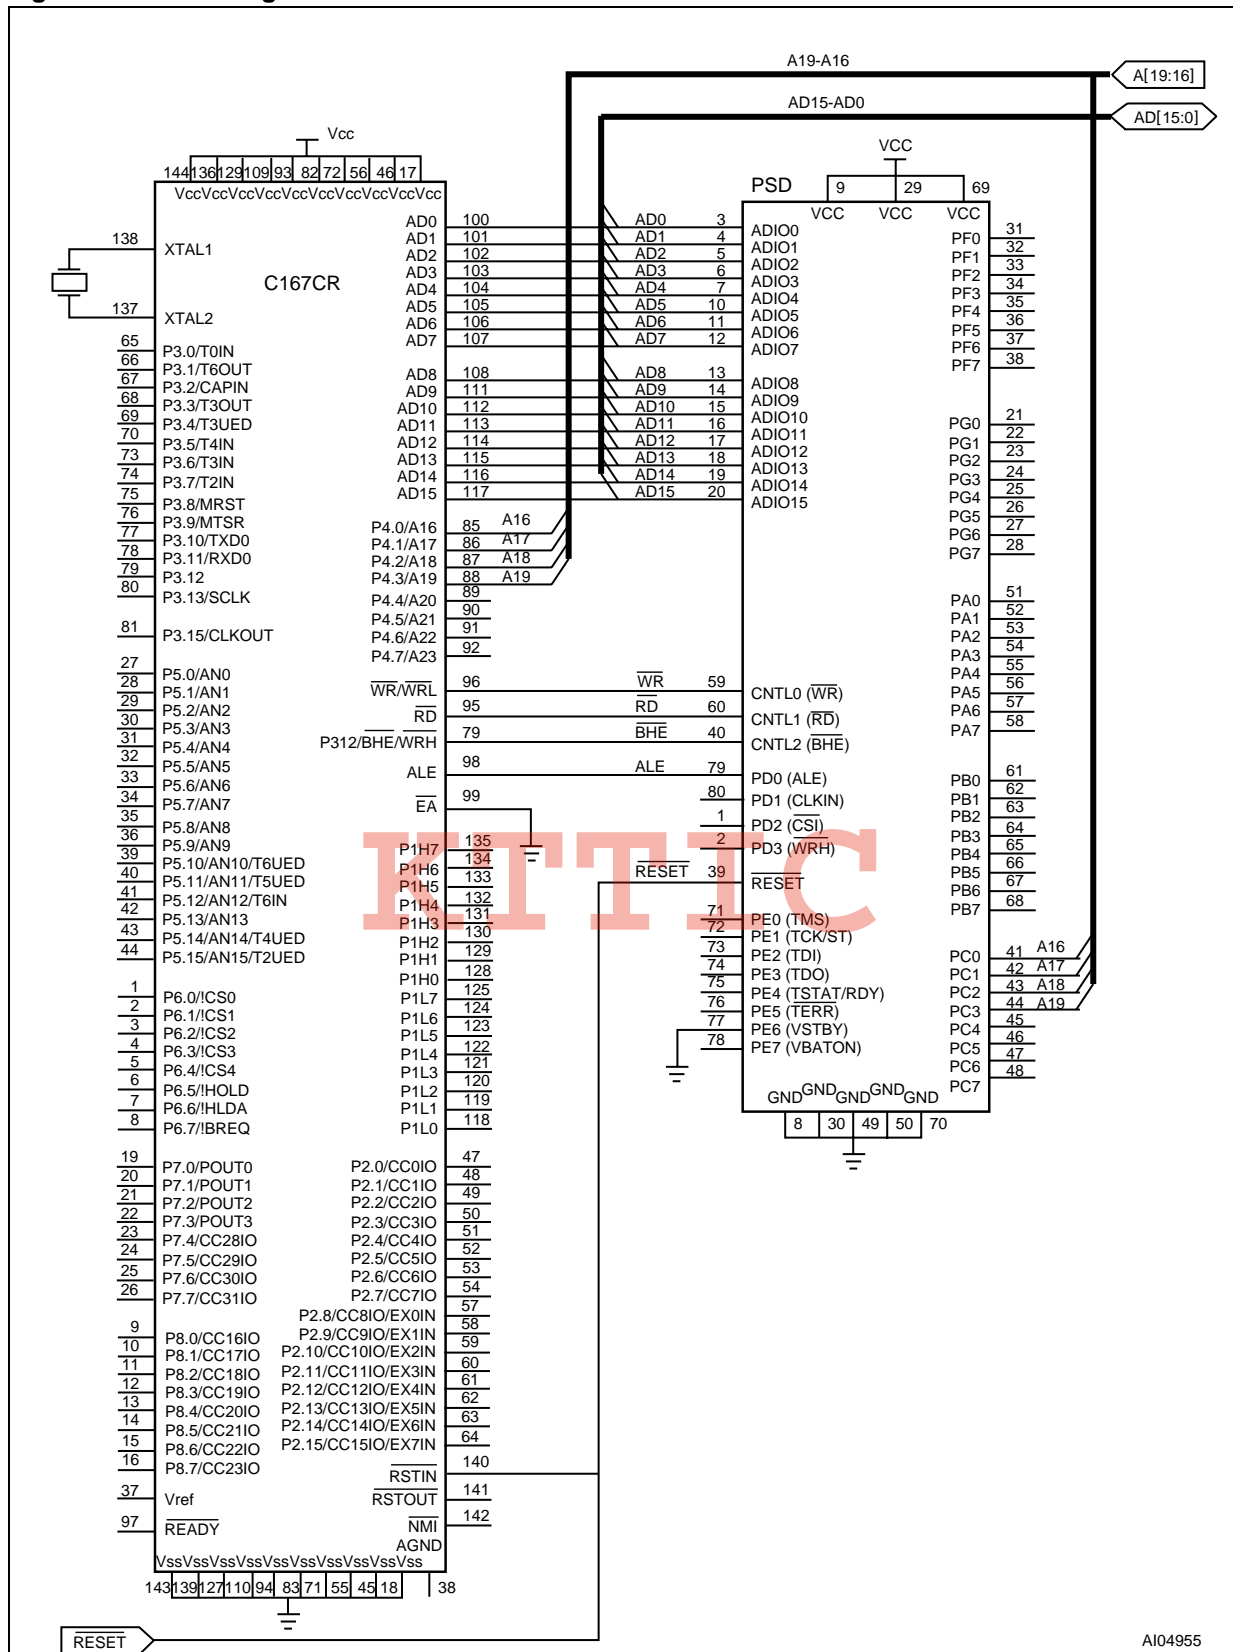 A19-A16
A[19:16]
AD15-AD0
AD[15:0]
Vcc
144 136 129 109 93 82 72 56 46 17
Vcc Vcc Vcc Vcc Vcc Vcc Vcc Vcc Vcc Vcc
C167CR
138 XTAL1
137 XTAL2
65 P3.0/T0IN
66 P3.1/T6OUT
67 P3.2/CAPIN
68 P3.3/T3OUT
69 P3.4/T3UED
70 P3.5/T4IN
73 P3.6/T3IN
74 P3.7/T2IN
75 P3.8/MRST
76 P3.9/MTSR
77 P3.10/TXD0
78 P3.11/RXD0
79 P3.12
80 P3.13/SCLK
81 P3.15/CLKOUT
27 P5.0/AN0
28 P5.1/AN1
29 P5.2/AN2
30 P5.3/AN3
31 P5.4/AN4
32 P5.5/AN5
33 P5.6/AN6
34 P5.7/AN7
35 P5.8/AN8
36 P5.9/AN9
39 P5.10/AN10/T6UED
40 P5.11/AN11/T5UED
41 P5.12/AN12/T6IN
42 P5.13/AN13
43 P5.14/AN14/T4UED
44 P5.15/AN15/T2UED
1 P6.0/!CS0
2 P6.1/!CS1
3 P6.2/!CS2
4 P6.3/!CS3
5 P6.4/!CS4
6 P6.5/!HOLD
7 P6.6/!HLDA
8 P6.7/!BREQ
19 P7.0/POUT0
20 P7.1/POUT1
21 P7.2/POUT2
22 P7.3/POUT3
23 P7.4/CC28IO
24 P7.5/CC29IO
25 P7.6/CC30IO
26 P7.7/CC31IO
9 P8.0/CC16IO
10 P8.1/CC17IO
11 P8.2/CC18IO
12 P8.3/CC19IO
13 P8.4/CC20IO
14 P8.5/CC21IO
15 P8.6/CC22IO
16 P8.7/CC23IO
37 Vref
97 READY
AD0 100
AD1 101
AD2 102
AD3 103
AD4 104
AD5 105
AD6 106
AD7 107
AD8 108
AD9 111
AD10 112
AD11 113
AD12 114
AD13 115
AD14 116
AD15 117
P4.0/A16 85 A16
P4.1/A17 86 A17
P4.2/A18 87 A18
P4.3/A19 88 A19
P4.4/A20 89
P4.5/A21 90
P4.6/A22 91
P4.7/A23 92
WR/WRL 96
RD 95
P312/BHE/WRH 79
ALE 98
EA 99
P1H7 135
P1H6 134
P1H5 133
P1H4 132
P1H3 131
P1H2 130
P1H1 129
P1H0 128
P1L7 125
P1L6 124
P1L5 123
P1L4 122
P1L3 121
P1L2 120
P1L1 119
P1L0 118
P2.0/CC0IO 47
P2.1/CC1IO 48
P2.2/CC2IO 49
P2.3/CC3IO 50
P2.4/CC4IO 51
P2.5/CC5IO 52
P2.6/CC6IO 53
P2.7/CC7IO 54
P2.8/CC8IO/EX0IN 57
P2.9/CC9IO/EX1IN 58
P2.10/CC10IO/EX2IN 59
P2.11/CC11IO/EX3IN 60
P2.12/CC12IO/EX4IN 61
P2.13/CC13IO/EX5IN 62
P2.14/CC14IO/EX6IN 63
P2.15/CC15IO/EX7IN 64
RSTIN 140
RSTOUT 141
NMI 142
AGND
Vss Vss Vss Vss Vss Vss Vss Vss Vss Vss
143 139 127 110 94 83 71 55 45 18 38
RESET
VCC
PSD 9 29 69
VCC VCC VCC
AD0 3 ADIO0
AD1 4 ADIO1
AD2 5 ADIO2
AD3 6 ADIO3
AD4 7 ADIO4
AD5 10 ADIO5
AD6 11 ADIO6
AD7 12 ADIO7
AD8 13 ADIO8
AD9 14 ADIO9
AD10 15 ADIO10
AD11 16 ADIO11
AD12 17 ADIO12
AD13 18 ADIO13
AD14 19 ADIO14
AD15 20 ADIO15
WR 59 CNTL0 (WR)
RD 60 CNTL1 (RD)
BHE 40 CNTL2 (BHE)
ALE 79 PD0 (ALE)
80 PD1 (CLKIN)
1 PD2 (CSI)
2 PD3 (WRH)
RESET 39 RESET
71 PE0 (TMS)
72 PE1 (TCK/ST)
73 PE2 (TDI)
74 PE3 (TDO)
75 PE4 (TSTAT/RDY)
76 PE5 (TERR)
77 PE6 (VSTBY)
78 PE7 (VBATON)
PF0 31
PF1 32
PF2 33
PF3 34
PF4 35
PF5 36
PF6 37
PF7 38
PG0 21
PG1 22
PG2 23
PG3 24
PG4 25
PG5 26
PG6 27
PG7 28
PA0 51
PA1 52
PA2 53
PA3 54
PA4 55
PA5 56
PA6 57
PA7 58
PB0 61
PB1 62
PB2 63
PB3 64
PB4 65
PB5 66
PB6 67
PB7 68
PC0 41 A16
PC1 42 A17
PC2 43 A18
PC3 44 A19
PC4 45
PC5 46
PC6 47
PC7 48
GND GND GND GND GND
8 30 49 50 70
KTTIC
AI04955